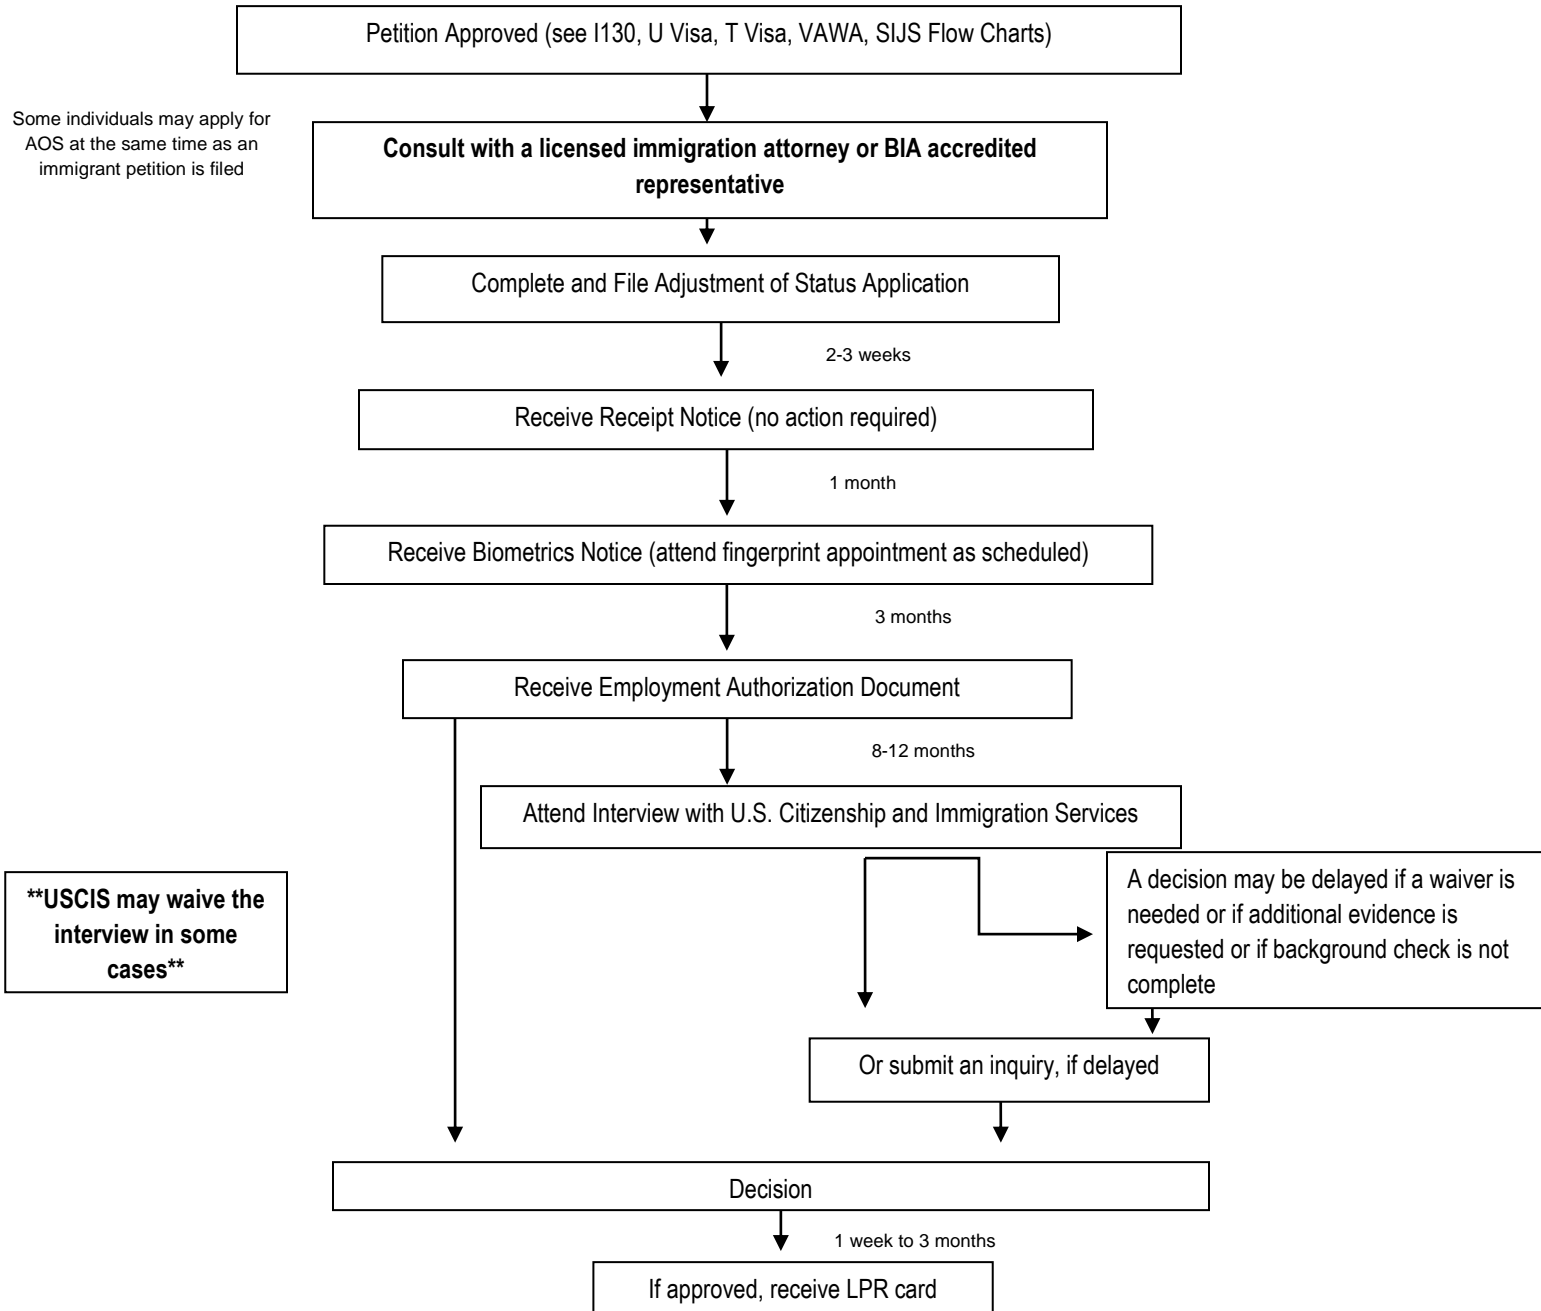 Petition Approved (see I130, U Visa, T Visa, VAWA, SIJS Flow Charts)
Some individuals may apply for
AOS at the same time as an
immigrant petition is filed
Consult with a licensed immigration attorney or BIA accredited
representative
Complete and File Adjustment of Status Application
2-3 weeks
Receive Receipt Notice (no action required)
1 month
Receive Biometrics Notice (attend fingerprint appointment as scheduled)
3 months
Receive Employment Authorization Document
8-12 months
Attend Interview with U.S. Citizenship and Immigration Services
**USCIS may waive the
interview in some
cases**
A decision may be delayed if a waiver is
needed or if additional evidence is
requested or if background check is not
complete
Or submit an inquiry, if delayed
Decision
1 week to 3 months
If approved, receive LPR card